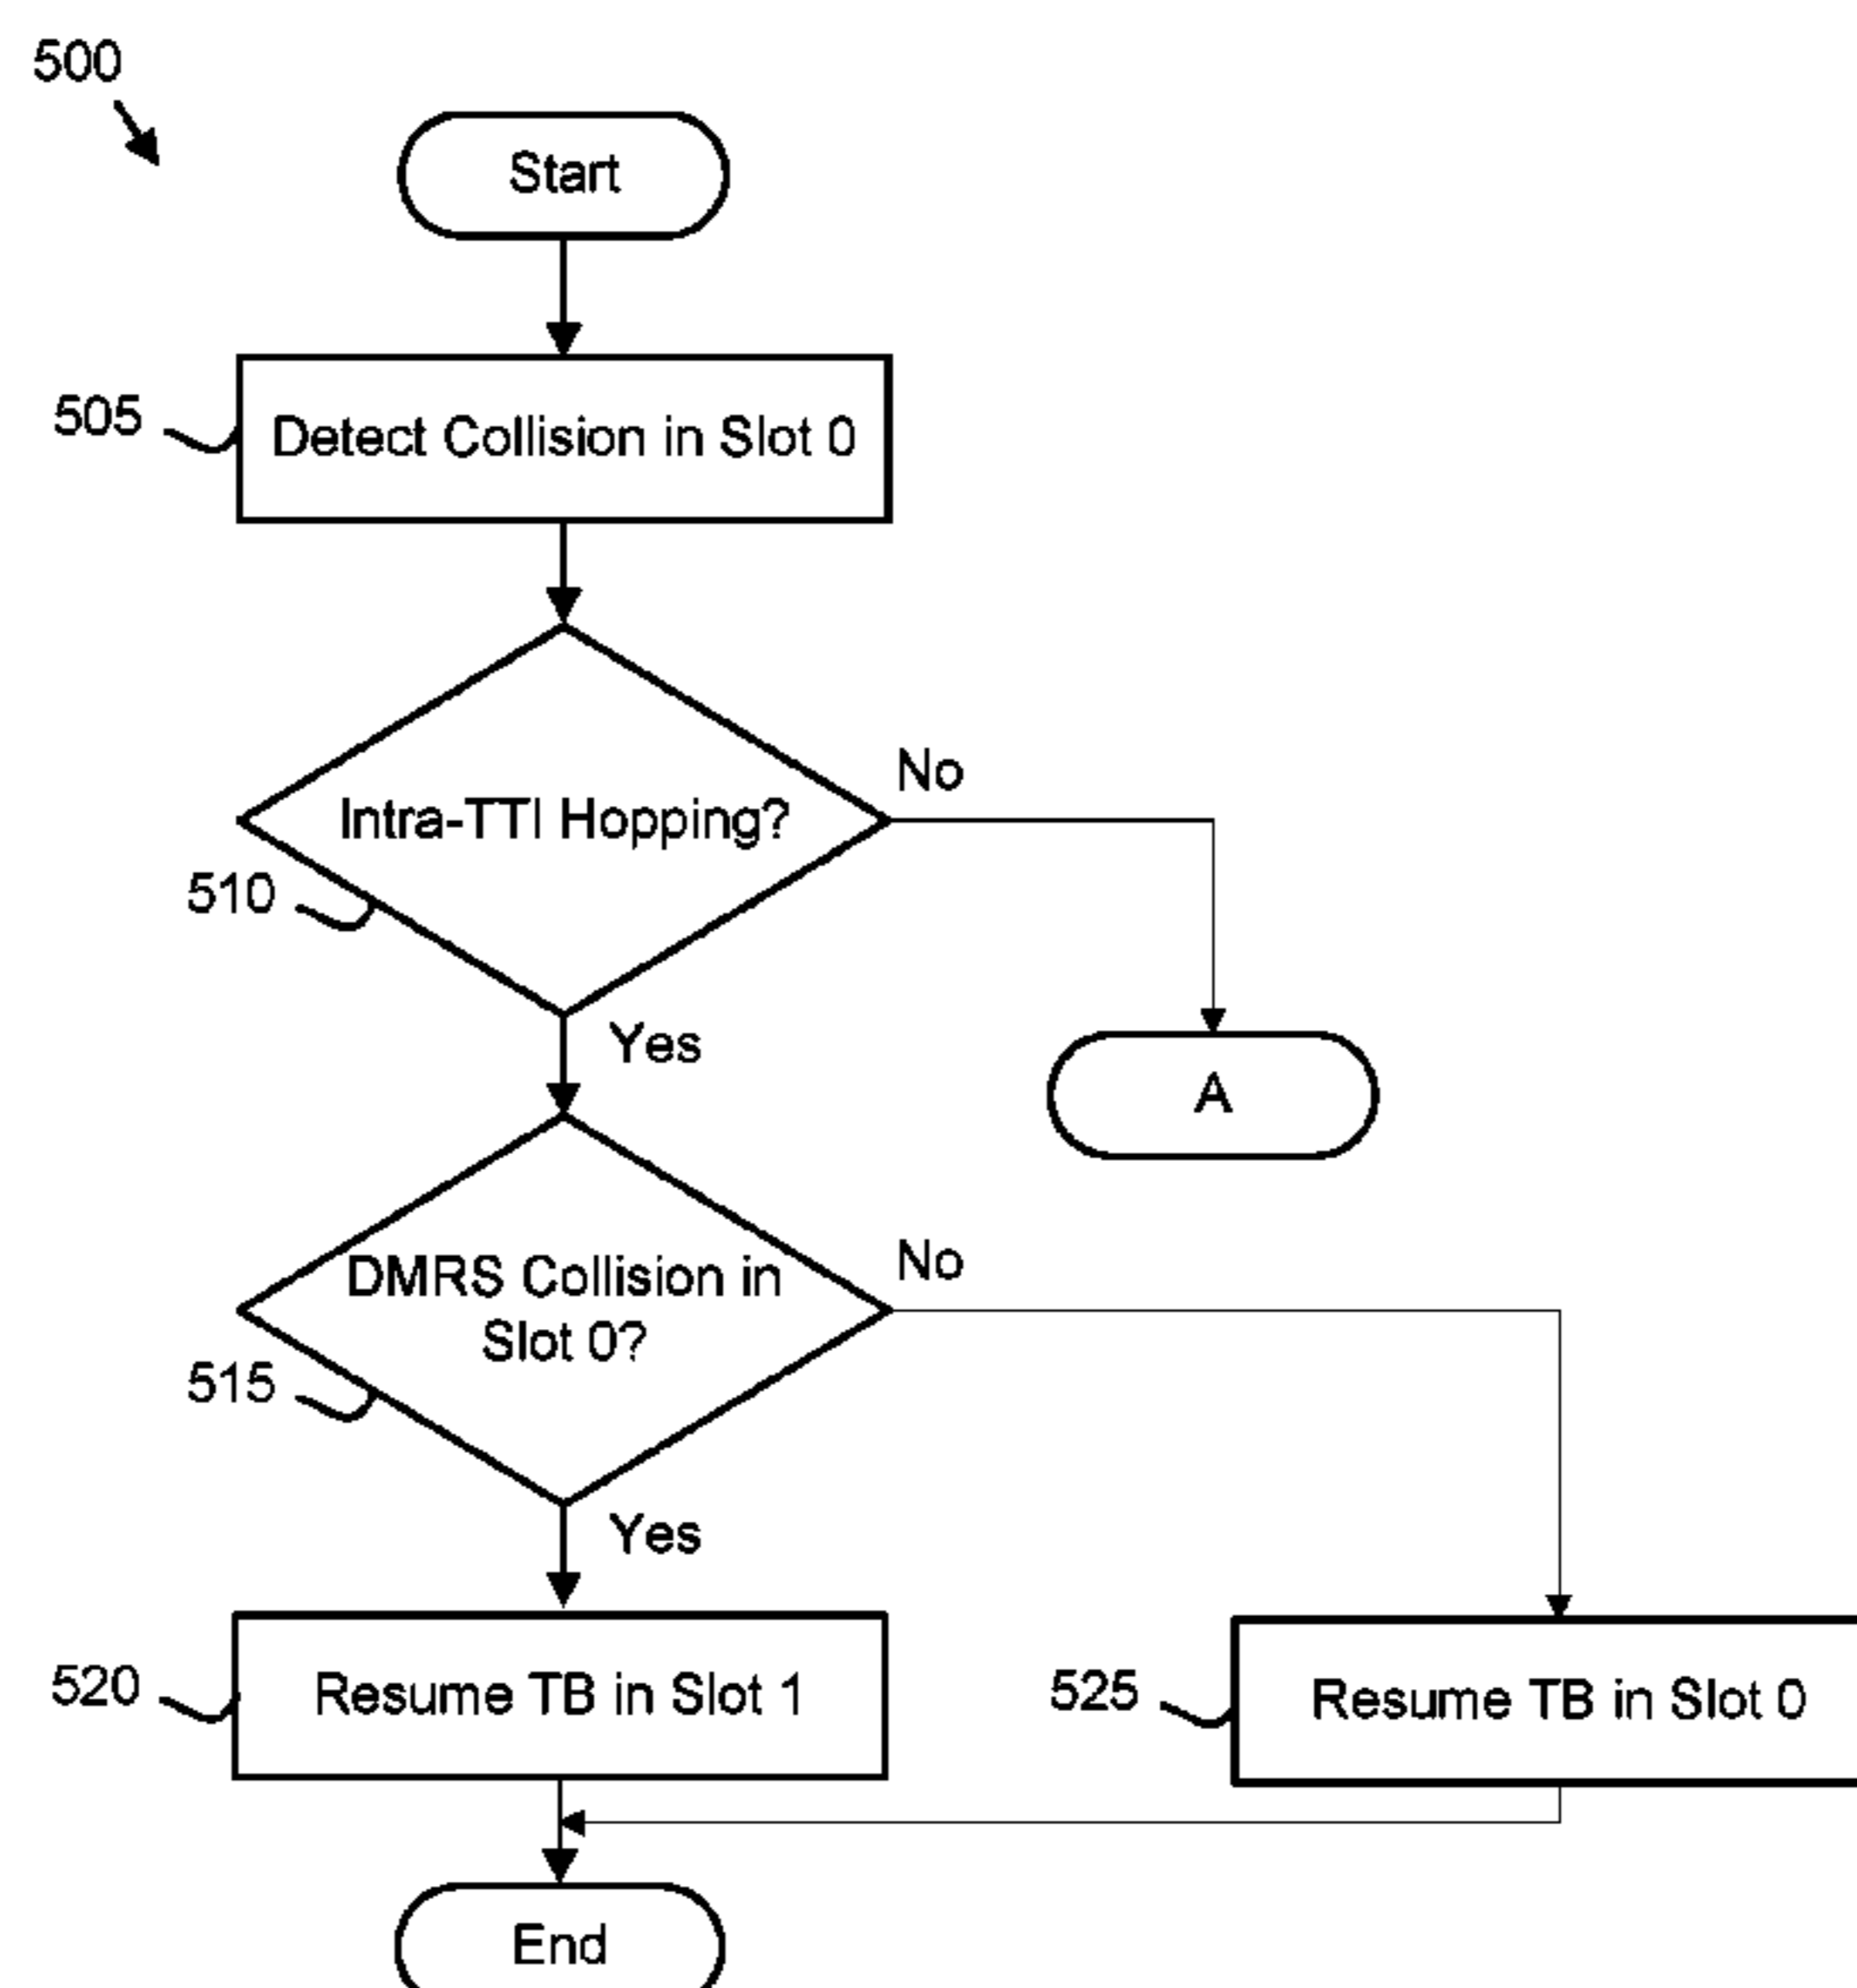 500
Start
505
Detect Collision in Slot 0
Intra-TTI Hopping?
No
510
Yes
A
DMRS Collision in
Slot 0?
No
515
Yes
520
Resume TB in Slot 1
525
Resume TB in Slot 0
End